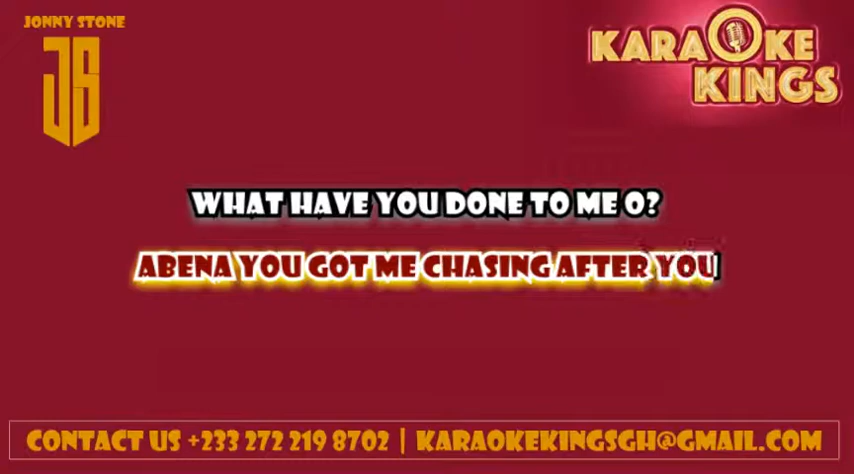 JONNY STONE
JS
KARAOKE
KINGS
WHAT HAVE YOU DONE TO ME O?
ABENA YOU GOT ME CHASING AFTER YOU
CONTACT US +233 272 219 8702 | KARAOKEKINGSGH@GMAIL.COM